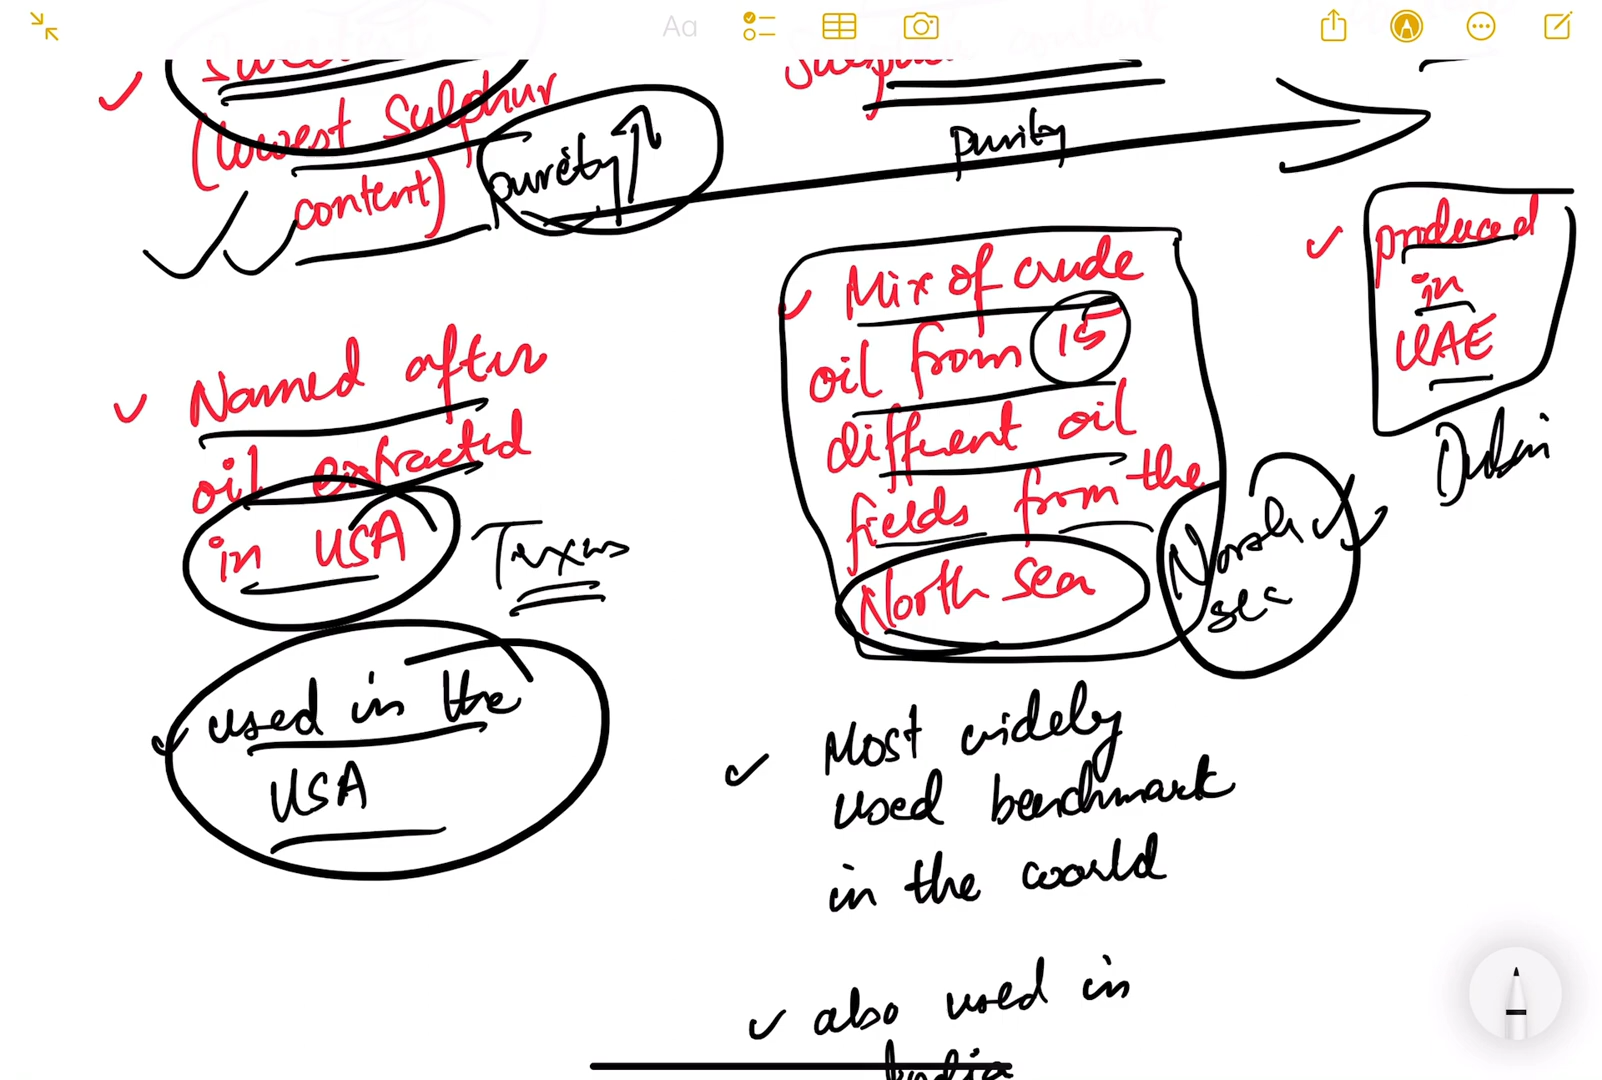 Aa
(lowest Sulphur
content)
purity
purity
✓ Named after
oil extracted
in USA
Texas
✓ used in the
USA
✓ Mix of crude
oil from 15
different oil
fields from the
North sea
North
sea
✓ Most widely
used benchmark
in the world
✓ also used in
India
✓ produced
in
UAE
Dubai